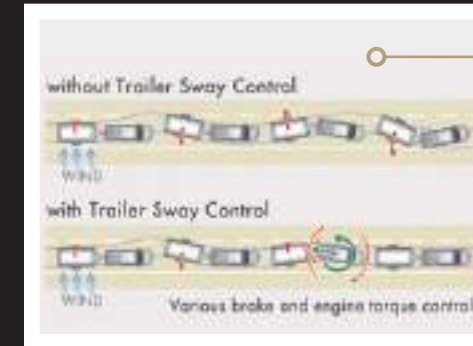 without Trailer Sway Control
WIND
with Trailer Sway Control
WIND
Various brake and engine torque control